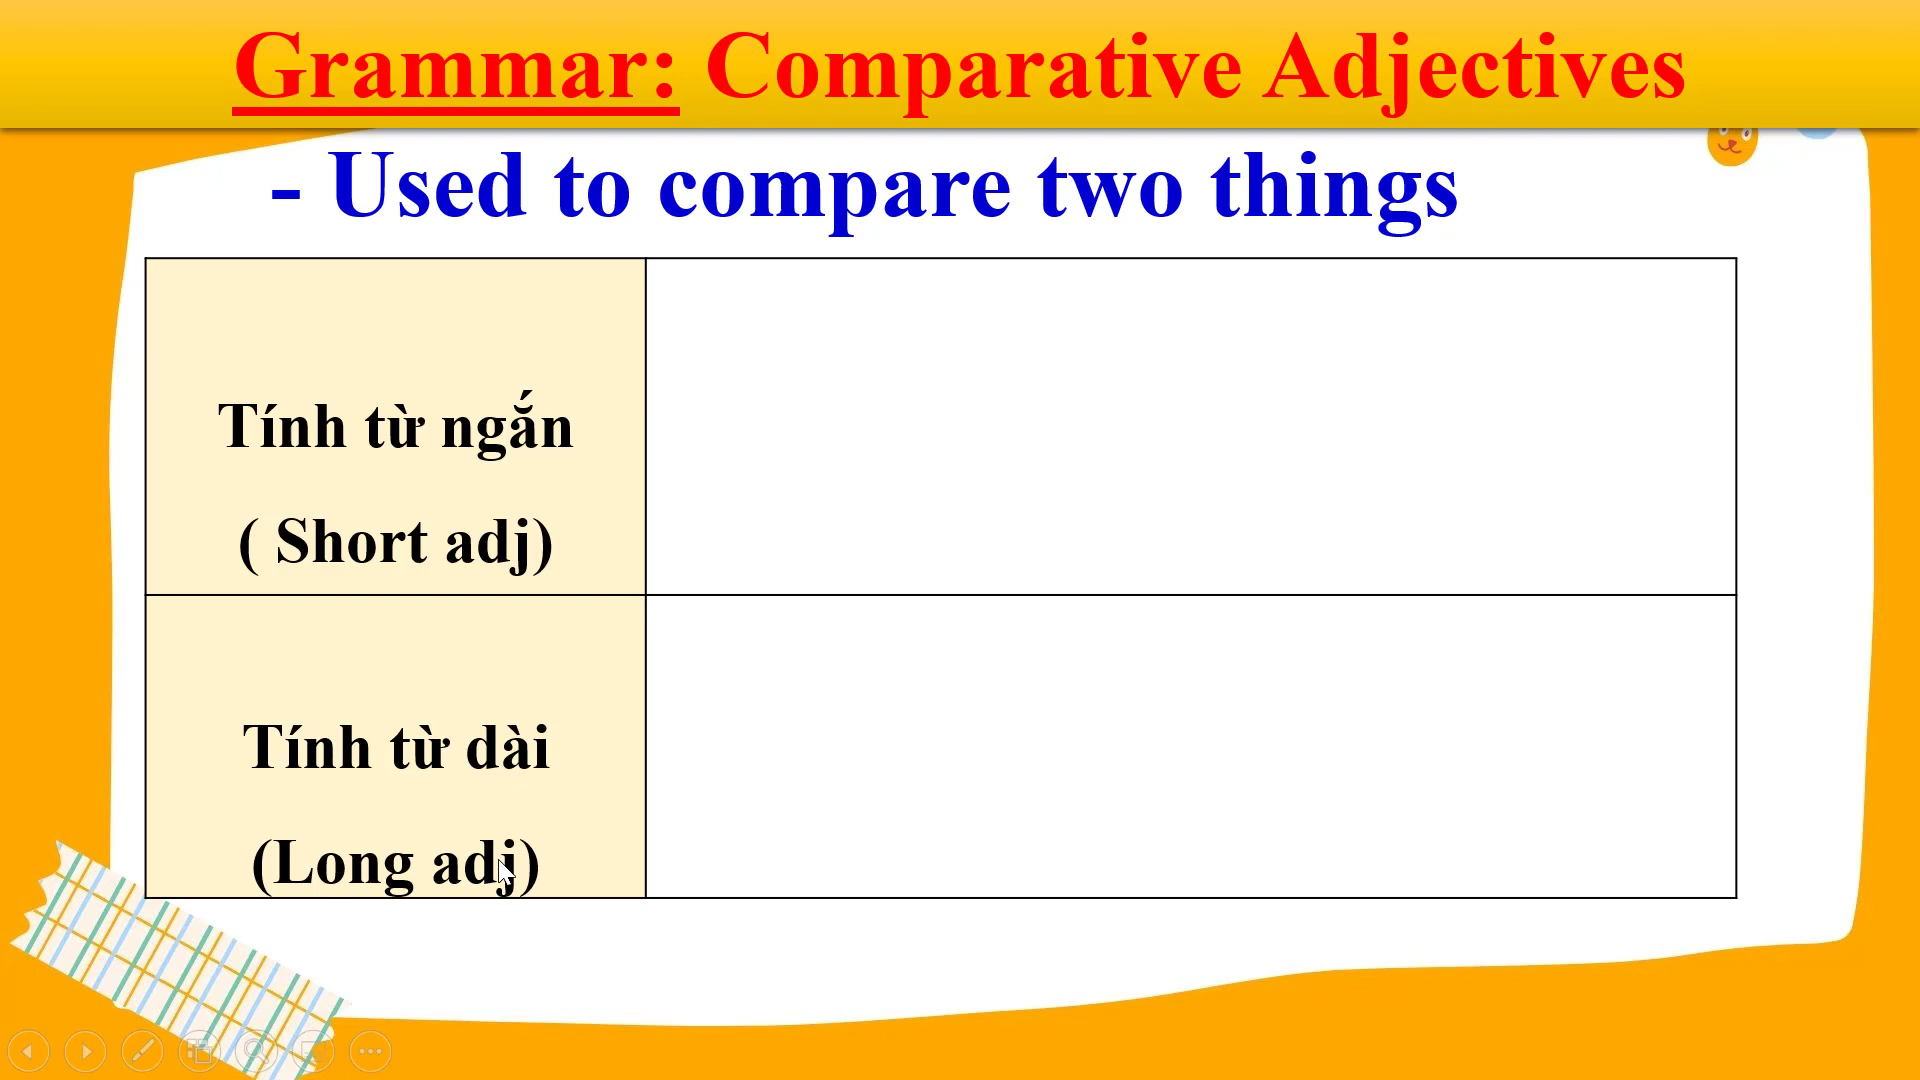 Grammar: Comparative Adjectives
- Used to compare two things
Tính từ ngắn
( Short adj)
Tính từ dài
(Long adj)